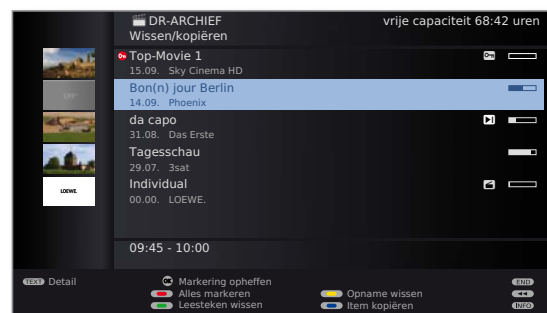 DR-ARCHIEF
vrije capaciteit 68:42 uren
Wissen/kopiëren
Top-Movie 1
15.09. Sky Cinema HD
Bon(n) jour Berlin
14.09. Phoenix
da capo
31.08. Das Erste
Tagesschau
29.07. 3sat
LOEWE.
Individual
00.00. LOEWE.
09:45 - 10:00
TEXT Detail
OK Markering opheffen
END
Alles markeren
Opname wissen
Leesteken wissen
Item kopiëren
INFO